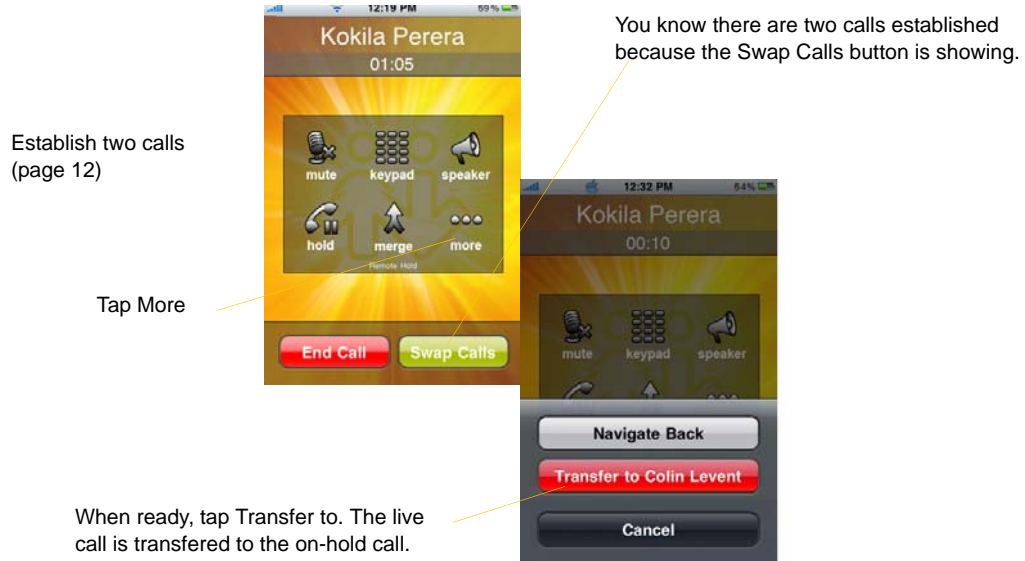 12:19 PM 59%
Kokila Perera
01:05
You know there are two calls established
because the Swap Calls button is showing.
Establish two calls
(page 12)
mute keypad speaker
hold merge more
Remote Hold
Tap More
End Call Swap Calls
12:32 PM 64%
Kokila Perera
00:10
mute keypad speaker
Navigate Back
Transfer to Colin Levent
Cancel
When ready, tap Transfer to. The live
call is transfered to the on-hold call.